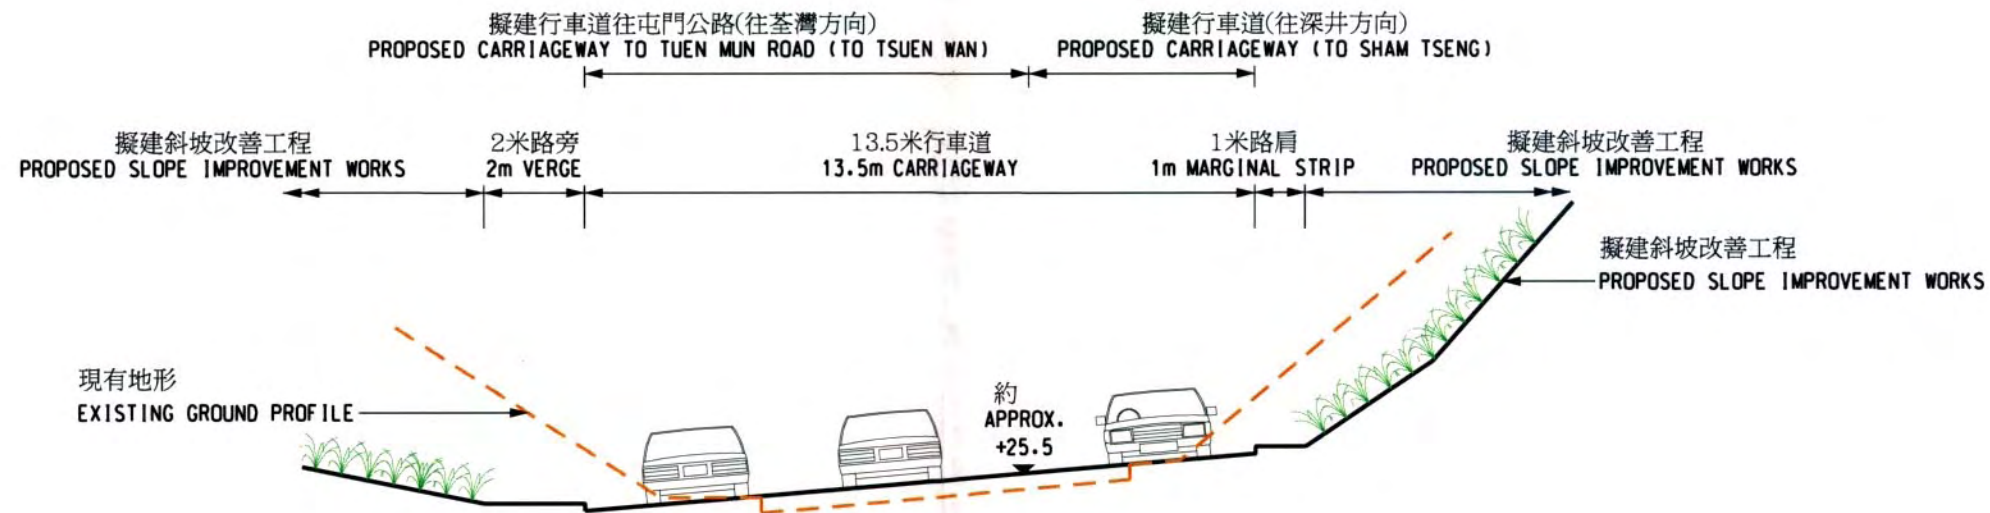 擬建行車道往屯門公路(往荃灣方向)
PROPOSED CARRIAGEWAY TO TUEN MUN ROAD (TO TSUEN WAN)
擬建行車道(往深井方向)
PROPOSED CARRIAGEWAY (TO SHAM TSENG)
擬建斜坡改善工程
PROPOSED SLOPE IMPROVEMENT WORKS
2米路旁
2m VERGE
13.5米行車道
13.5m CARRIAGEWAY
1米路肩
1m MARGINAL STRIP
擬建斜坡改善工程
PROPOSED SLOPE IMPROVEMENT WORKS
擬建斜坡改善工程
PROPOSED SLOPE IMPROVEMENT WORKS
現有地形
EXISTING GROUND PROFILE
約
APPROX.
+25.5